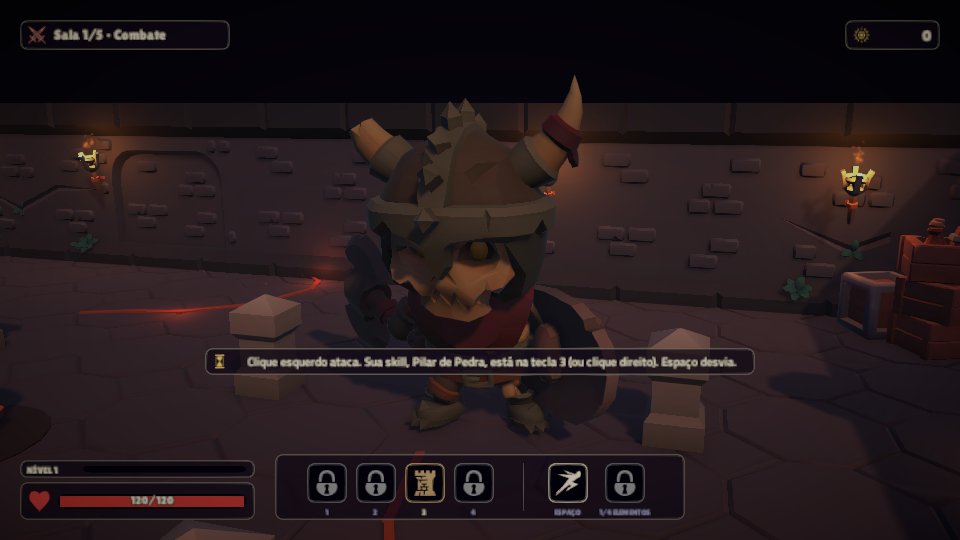 Sala 1/5 · Combate
0
Clique esquerdo ataca. Sua skill, Pilar de Pedra, está na tecla 3 (ou clique direito). Espaço desvia.
NÍVEL 1
120/120
1 2 3 4 ESPAÇO 1/4 ELEMENTOS